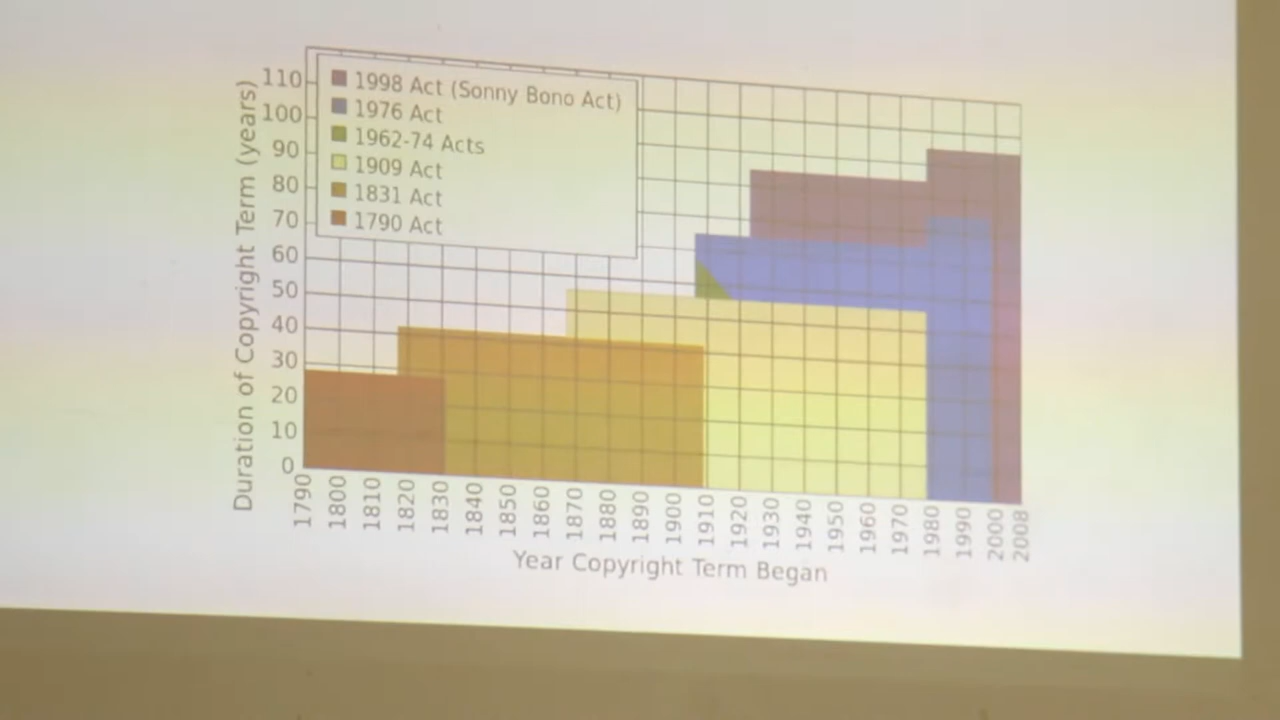 Duration of Copyright Term (years)
110
100
90
80
70
60
50
40
30
20
10
0
1998 Act (Sonny Bono Act)
1976 Act
1962-74 Acts
1909 Act
1831 Act
1790 Act
1790 1800 1810 1820 1830 1840 1850 1860 1870 1880 1890 1900 1910 1920 1930 1940 1950 1960 1970 1980 1990 2000 2008
Year Copyright Term Began